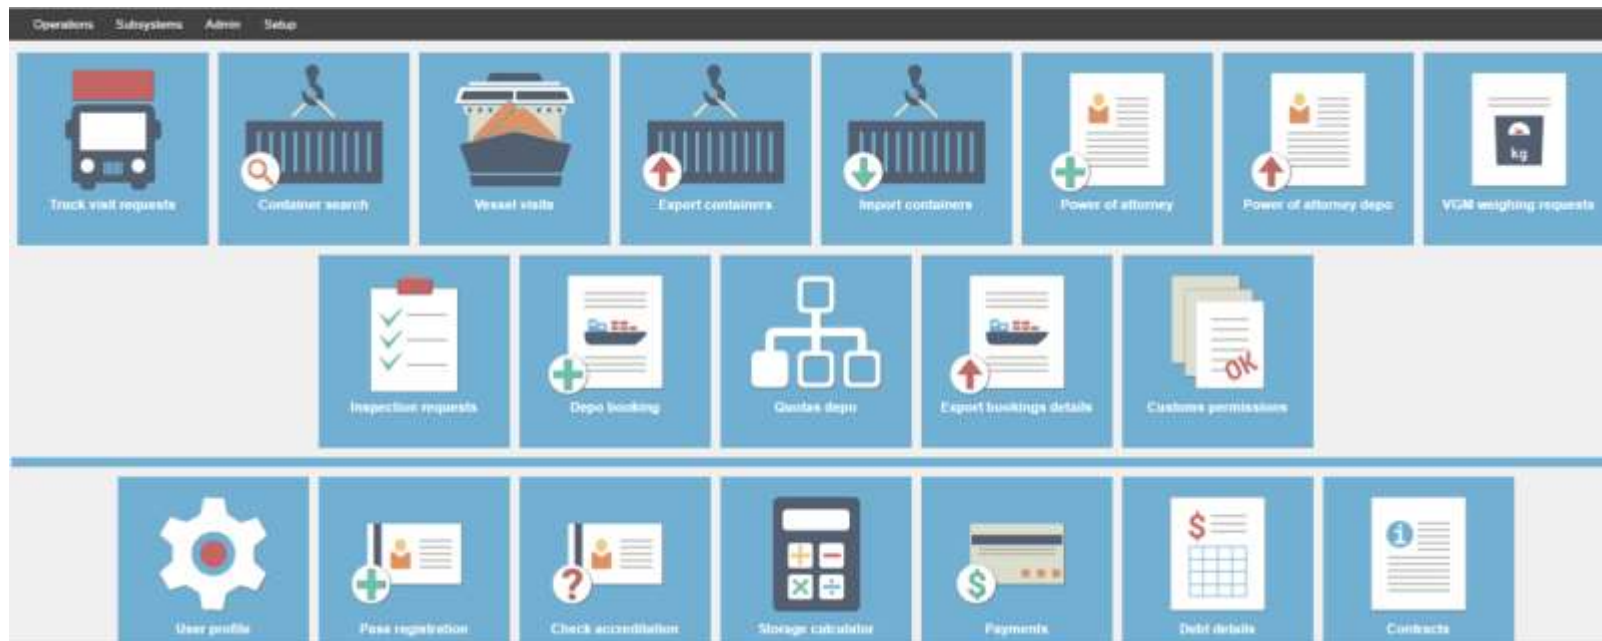 Operations Subsystems Admin Setup
Truck visit requests
Container search
Vessel visits
Export containers
Import containers
Power of attorney
Power of attorney depo
kg
VGM weighing requests
Inspection requests
Depo booking
Quotas depo
Export bookings details
OK
Customs permissions
User profile
Pass registration
?
Check accreditation
+ −
× ÷
Storage calculator
$
Payments
$
Debt details
i
Contracts